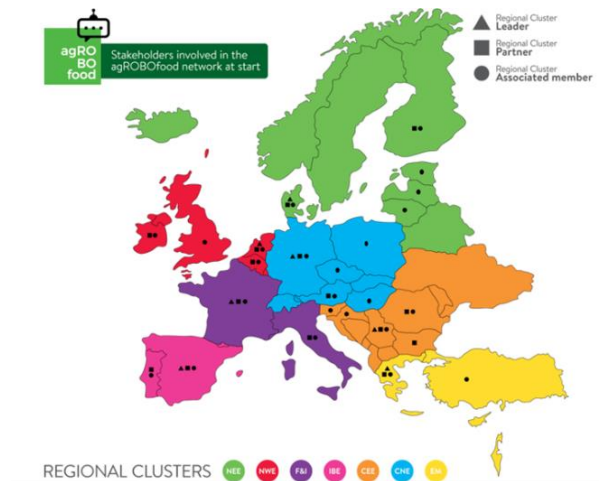 agRO
BO
food
Stakeholders involved in the
agROBOfood network at start
Regional Cluster
Leader
Regional Cluster
Partner
Regional Cluster
Associated member
REGIONAL CLUSTERS
NEE
NWE
F&I
IBE
CEE
CNE
EM